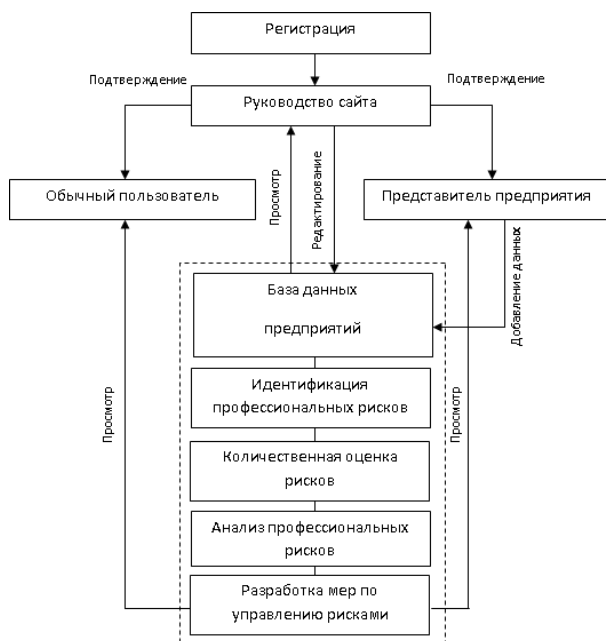 Регистрация
Подтверждение
Подтверждение
Руководство сайта
Обычный пользователь
Просмотр
Редактирование
Представитель предприятия
База данных
предприятий
Добавление данных
Идентификация
профессиональных рисков
Просмотр
Просмотр
Количественная оценка
рисков
Анализ профессиональных
рисков
Разработка мер по
управлению рисками